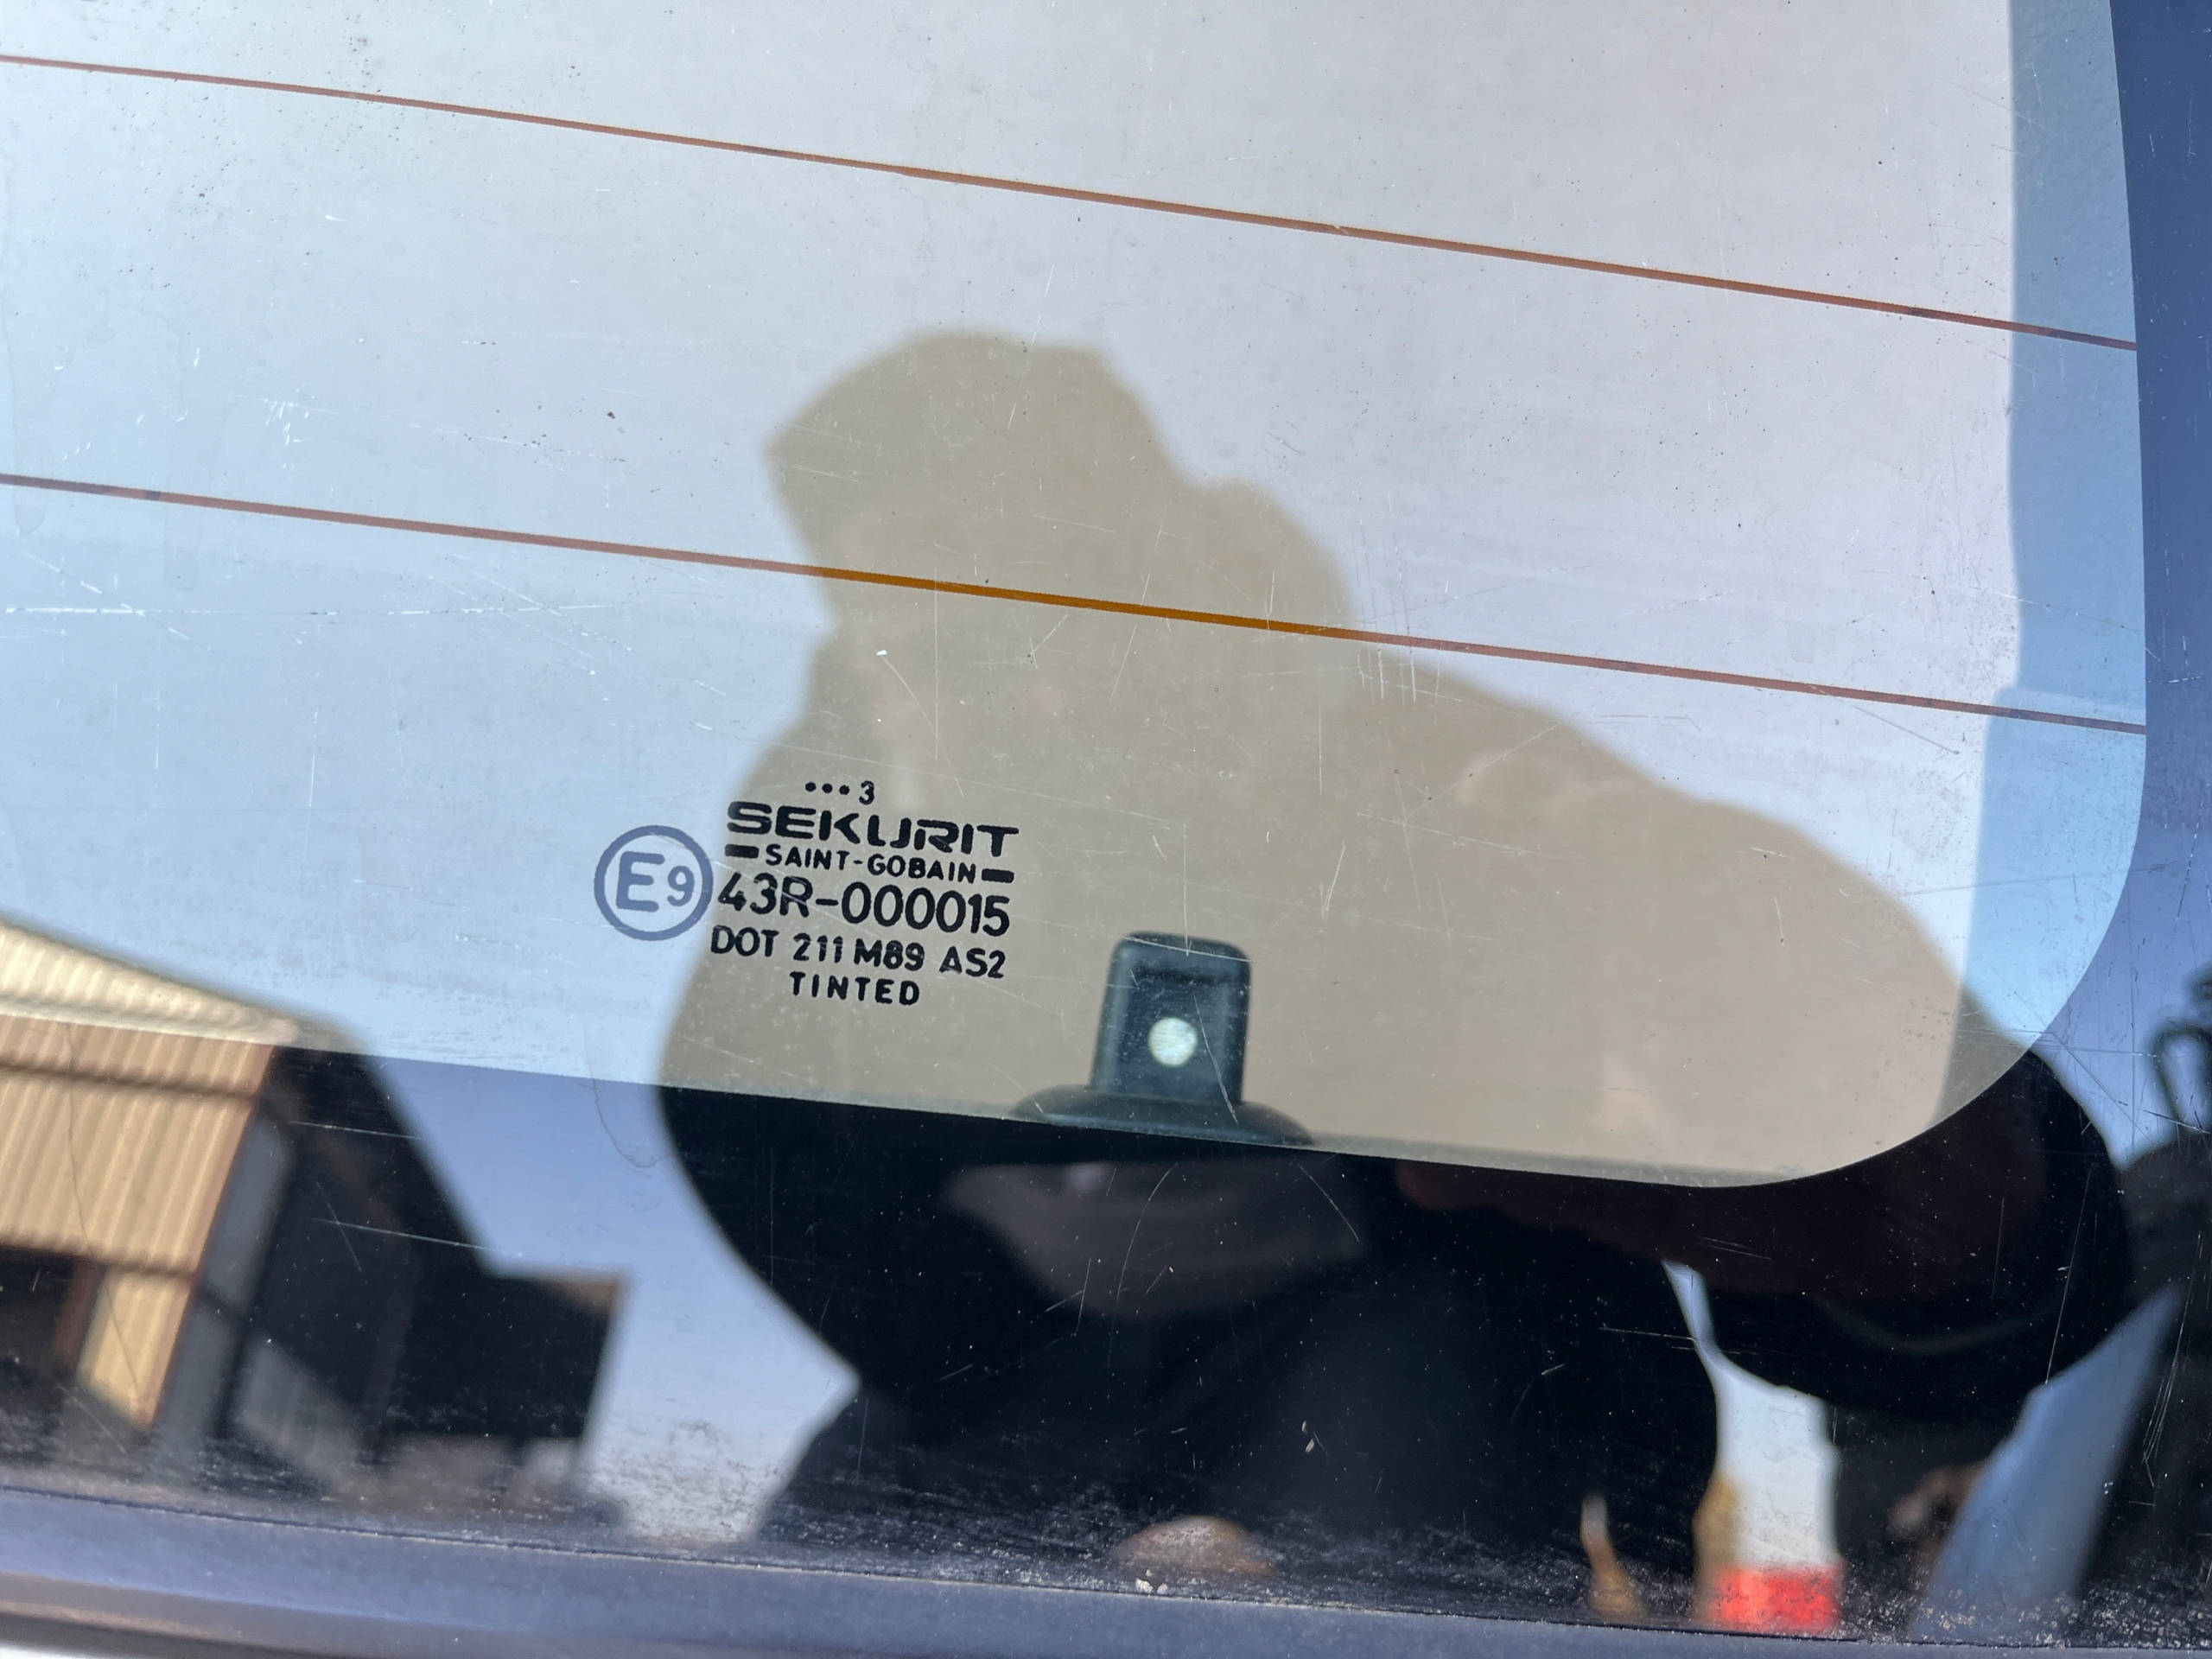 ...3
SEKURIT
SAINT-GOBAIN
E9 43R-000015
DOT 211 M89 AS2
TINTED